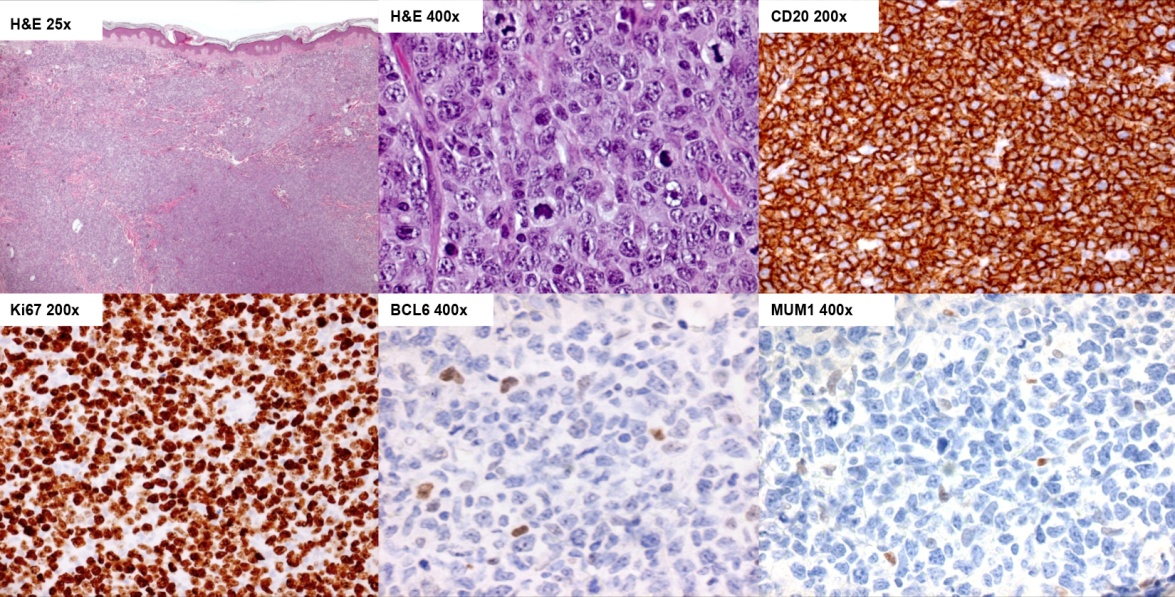 H&E 25x
H&E 400x
CD20 200x
Ki67 200x
BCL6 400x
MUM1 400x